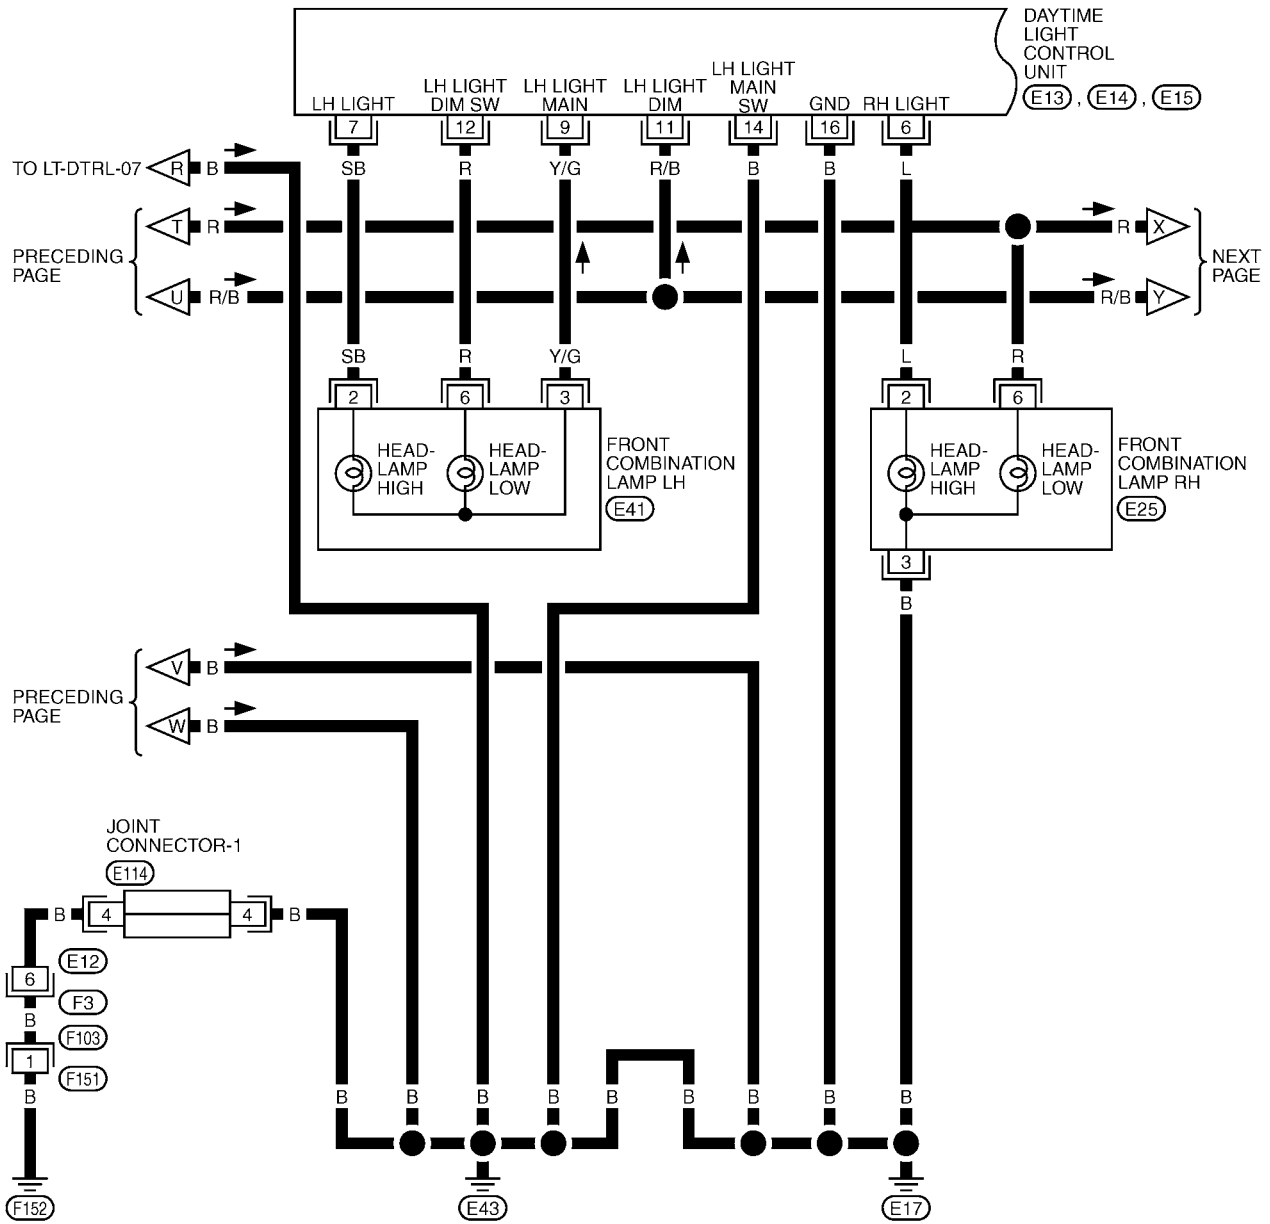 DAYTIME
LIGHT
CONTROL
UNIT
E13 , E14 , E15
LH LIGHT
LH LIGHT
DIM SW
LH LIGHT
MAIN
LH LIGHT
DIM
LH LIGHT
MAIN
SW
GND
RH LIGHT
7 12 9 11 14 16 6
TO LT-DTRL-07 R B
SB R Y/G R/B B B L
PRECEDING
PAGE
T R
U R/B
R X
R/B Y
NEXT
PAGE
SB R Y/G L R
2 6 3 2 6
HEAD-
LAMP
HIGH
HEAD-
LAMP
LOW
FRONT
COMBINATION
LAMP LH
E41
HEAD-
LAMP
HIGH
HEAD-
LAMP
LOW
FRONT
COMBINATION
LAMP RH
E25
3
B
PRECEDING
PAGE
V B
W B
JOINT
CONNECTOR-1
E114
B 4 4 B
E12
6
F3
B
F103
1
F151
B B B B B B B B B B
F152 E43 E17